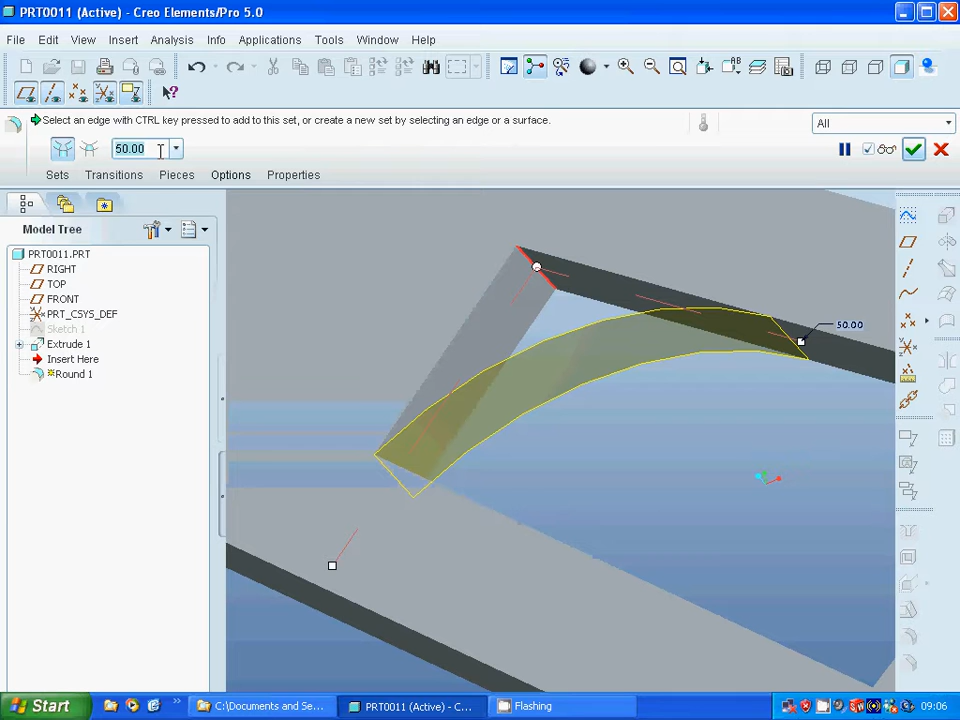 PRT0011 (Active) - Creo Elements/Pro 5.0
File Edit View Insert Analysis Info Applications Tools Window Help
Select an edge with CTRL key pressed to add to this set, or create a new set by selecting an edge or a surface.
All
50.00
Sets Transitions Pieces Options Properties
Model Tree
PRT0011.PRT
RIGHT
TOP
FRONT
PRT_CSYS_DEF
Sketch 1
Extrude 1
Insert Here
Round 1
50.00
Start
C:\Documents and Se...
PRT0011 (Active) - C...
Flashing
09:06